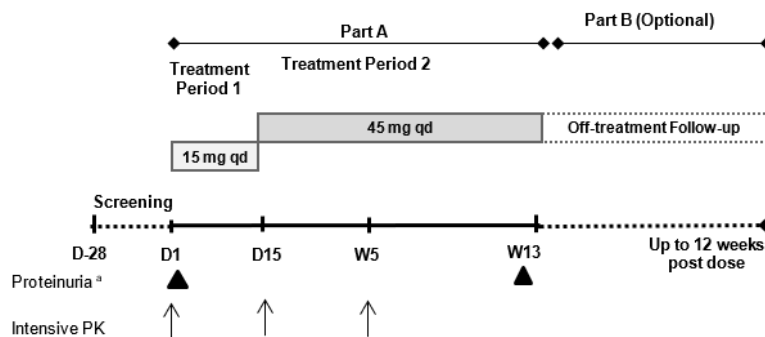 Part A
Part B (Optional)
Treatment
Period 1
Treatment Period 2
45 mg qd
Off-treatment Follow-up
15 mg qd
Screening
D-28
D1
D15
W5
W13
Up to 12 weeks
post dose
Proteinuria ᵃ
Intensive PK